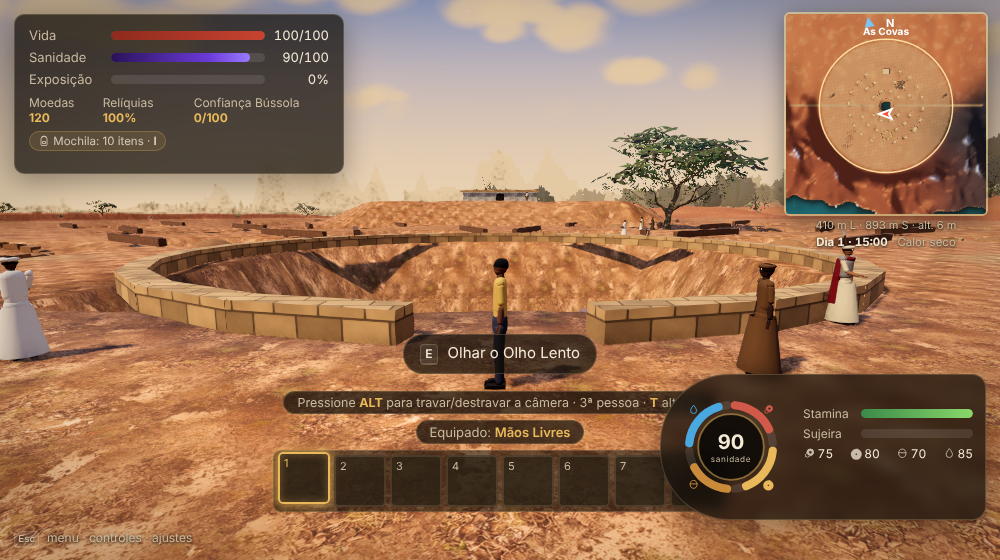 Vida 100/100
Sanidade 90/100
Exposição 0%
Moedas Relíquias Confiança Bússola
120 100% 0/100
Mochila: 10 itens · I
N
As Covas
410 m L · 893 m S · alt. 6 m
Dia 1 · 15:00 Calor seco
E Olhar o Olho Lento
Pressione ALT para travar/destravar a câmera · 3ª pessoa · T alt
Equipado: Mãos Livres
1 2 3 4 5 6 7
90
sanidade
Stamina
Sujeira
75 80 70 85
Esc menu · controles · ajustes